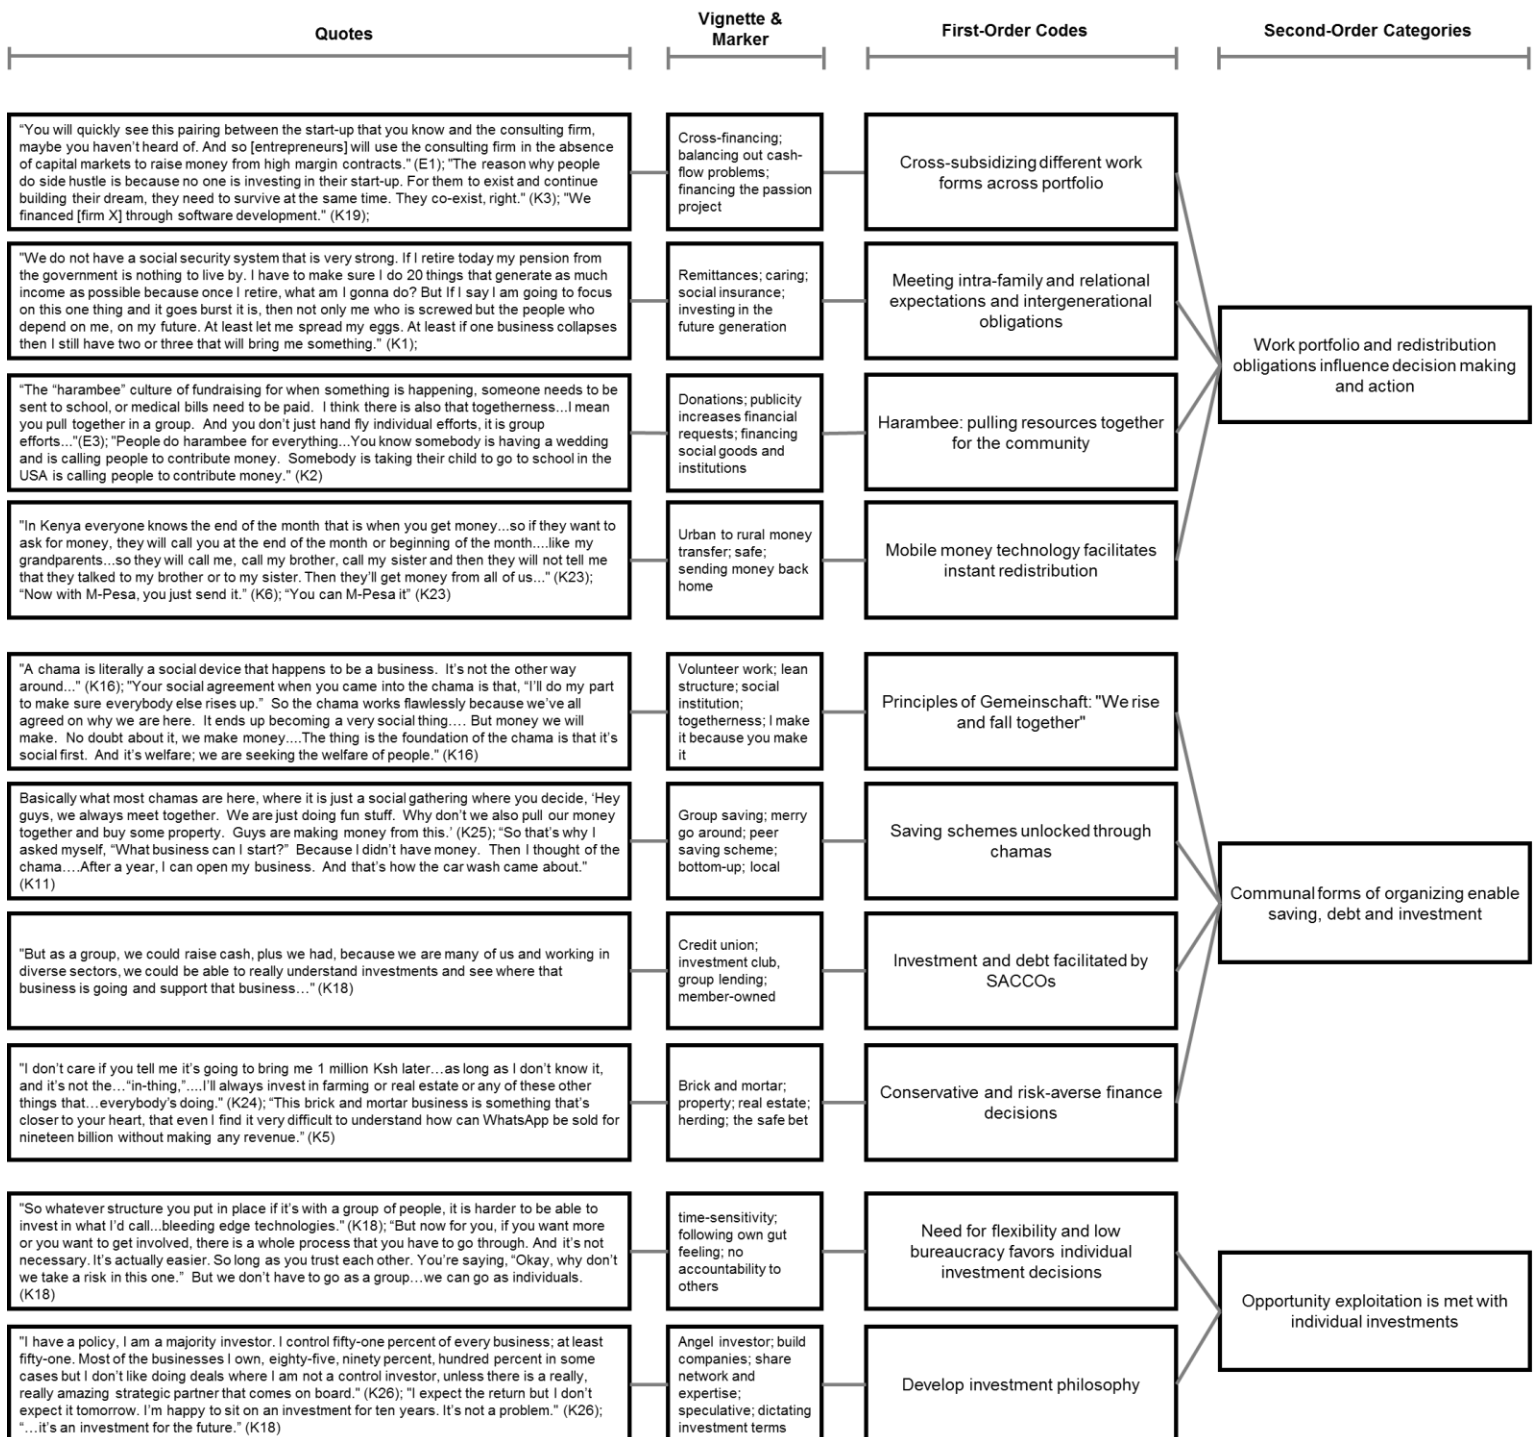 Quotes
Vignette &
Marker
First-Order Codes
Second-Order Categories
“You will quickly see this pairing between the start-up that you know and the consulting firm,
maybe you haven’t heard of. And so [entrepreneurs] will use the consulting firm in the absence
of capital markets to raise money from high margin contracts." (E1); "The reason why people
do side hustle is because no one is investing in their start-up. For them to exist and continue
building their dream, they need to survive at the same time. They co-exist, right." (K3); "We
financed [firm X] through software development." (K19);
Cross-financing;
balancing out cash-
flow problems;
financing the passion
project
Cross-subsidizing different work
forms across portfolio
"We do not have a social security system that is very strong. If I retire today my pension from
the government is nothing to live by. I have to make sure I do 20 things that generate as much
income as possible because once I retire, what am I gonna do? But If I say I am going to focus
on this one thing and it goes burst it is, then not only me who is screwed but the people who
depend on me, on my future. At least let me spread my eggs. At least if one business collapses
then I still have two or three that will bring me something." (K1);
Remittances; caring;
social insurance;
investing in the
future generation
Meeting intra-family and relational
expectations and intergenerational
obligations
“The “harambee” culture of fundraising for when something is happening, someone needs to be
sent to school, or medical bills need to be paid. I think there is also that togetherness...I mean
you pull together in a group. And you don’t just hand fly individual efforts, it is group
efforts..."(E3); "People do harambee for everything...You know somebody is having a wedding
and is calling people to contribute money. Somebody is taking their child to go to school in the
USA is calling people to contribute money." (K2)
Donations; publicity
increases financial
requests; financing
social goods and
institutions
Harambee: pulling resources together
for the community
"In Kenya everyone knows the end of the month that is when you get money...so if they want to
ask for money, they will call you at the end of the month or beginning of the month....like my
grandparents...so they will call me, call my brother, call my sister and then they will not tell me
that they talked to my brother or to my sister. Then they’ll get money from all of us..." (K23);
“Now with M-Pesa, you just send it.” (K6); “You can M-Pesa it” (K23)
Urban to rural money
transfer; safe;
sending money back
home
Mobile money technology facilitates
instant redistribution
Work portfolio and redistribution
obligations influence decision making
and action
"A chama is literally a social device that happens to be a business. It’s not the other way
around..." (K16); "Your social agreement when you came into the chama is that, “I’ll do my part
to make sure everybody else rises up.” So the chama works flawlessly because we’ve all
agreed on why we are here. It ends up becoming a very social thing.... But money we will
make. No doubt about it, we make money....The thing is the foundation of the chama is that it’s
social first. And it’s welfare; we are seeking the welfare of people." (K16)
Volunteer work; lean
structure; social
institution;
togetherness; I make
it because you make
it
Principles of Gemeinschaft: "We rise
and fall together"
Basically what most chamas are here, where it is just a social gathering where you decide, ‘Hey
guys, we always meet together. We are just doing fun stuff. Why don’t we also pull our money
together and buy some property. Guys are making money from this.’ (K25); “So that’s why I
asked myself, “What business can I start?” Because I didn’t have money. Then I thought of the
chama….After a year, I can open my business. And that’s how the car wash came about."
(K11)
Group saving; merry
go around; peer
saving scheme;
bottom-up; local
Saving schemes unlocked through
chamas
"But as a group, we could raise cash, plus we had, because we are many of us and working in
diverse sectors, we could be able to really understand investments and see where that
business is going and support that business…" (K18)
Credit union;
investment club,
group lending;
member-owned
Investment and debt facilitated by
SACCOs
"I don’t care if you tell me it’s going to bring me 1 million Ksh later…as long as I don’t know it,
and it’s not the…“in-thing,”....I’ll always invest in farming or real estate or any of these other
things that…everybody’s doing." (K24); “This brick and mortar business is something that’s
closer to your heart, that even I find it very difficult to understand how can WhatsApp be sold for
nineteen billion without making any revenue.” (K5)
Brick and mortar;
property; real estate;
herding; the safe bet
Conservative and risk-averse finance
decisions
Communal forms of organizing enable
saving, debt and investment
"So whatever structure you put in place if it’s with a group of people, it is harder to be able to
invest in what I’d call...bleeding edge technologies." (K18); “But now for you, if you want more
or you want to get involved, there is a whole process that you have to go through. And it’s not
necessary. It’s actually easier. So long as you trust each other. You’re saying, “Okay, why don’t
we take a risk in this one.” But we don’t have to go as a group…we can go as individuals.
(K18)
time-sensitivity;
following own gut
feeling; no
accountability to
others
Need for flexibility and low
bureaucracy favors individual
investment decisions
"I have a policy, I am a majority investor. I control fifty-one percent of every business; at least
fifty-one. Most of the businesses I own, eighty-five, ninety percent, hundred percent in some
cases but I don’t like doing deals where I am not a control investor, unless there is a really,
really amazing strategic partner that comes on board." (K26); "I expect the return but I don’t
expect it tomorrow. I’m happy to sit on an investment for ten years. It’s not a problem." (K26);
“…it’s an investment for the future.” (K18)
Angel investor; build
companies; share
network and
expertise;
speculative; dictating
investment terms
Develop investment philosophy
Opportunity exploitation is met with
individual investments